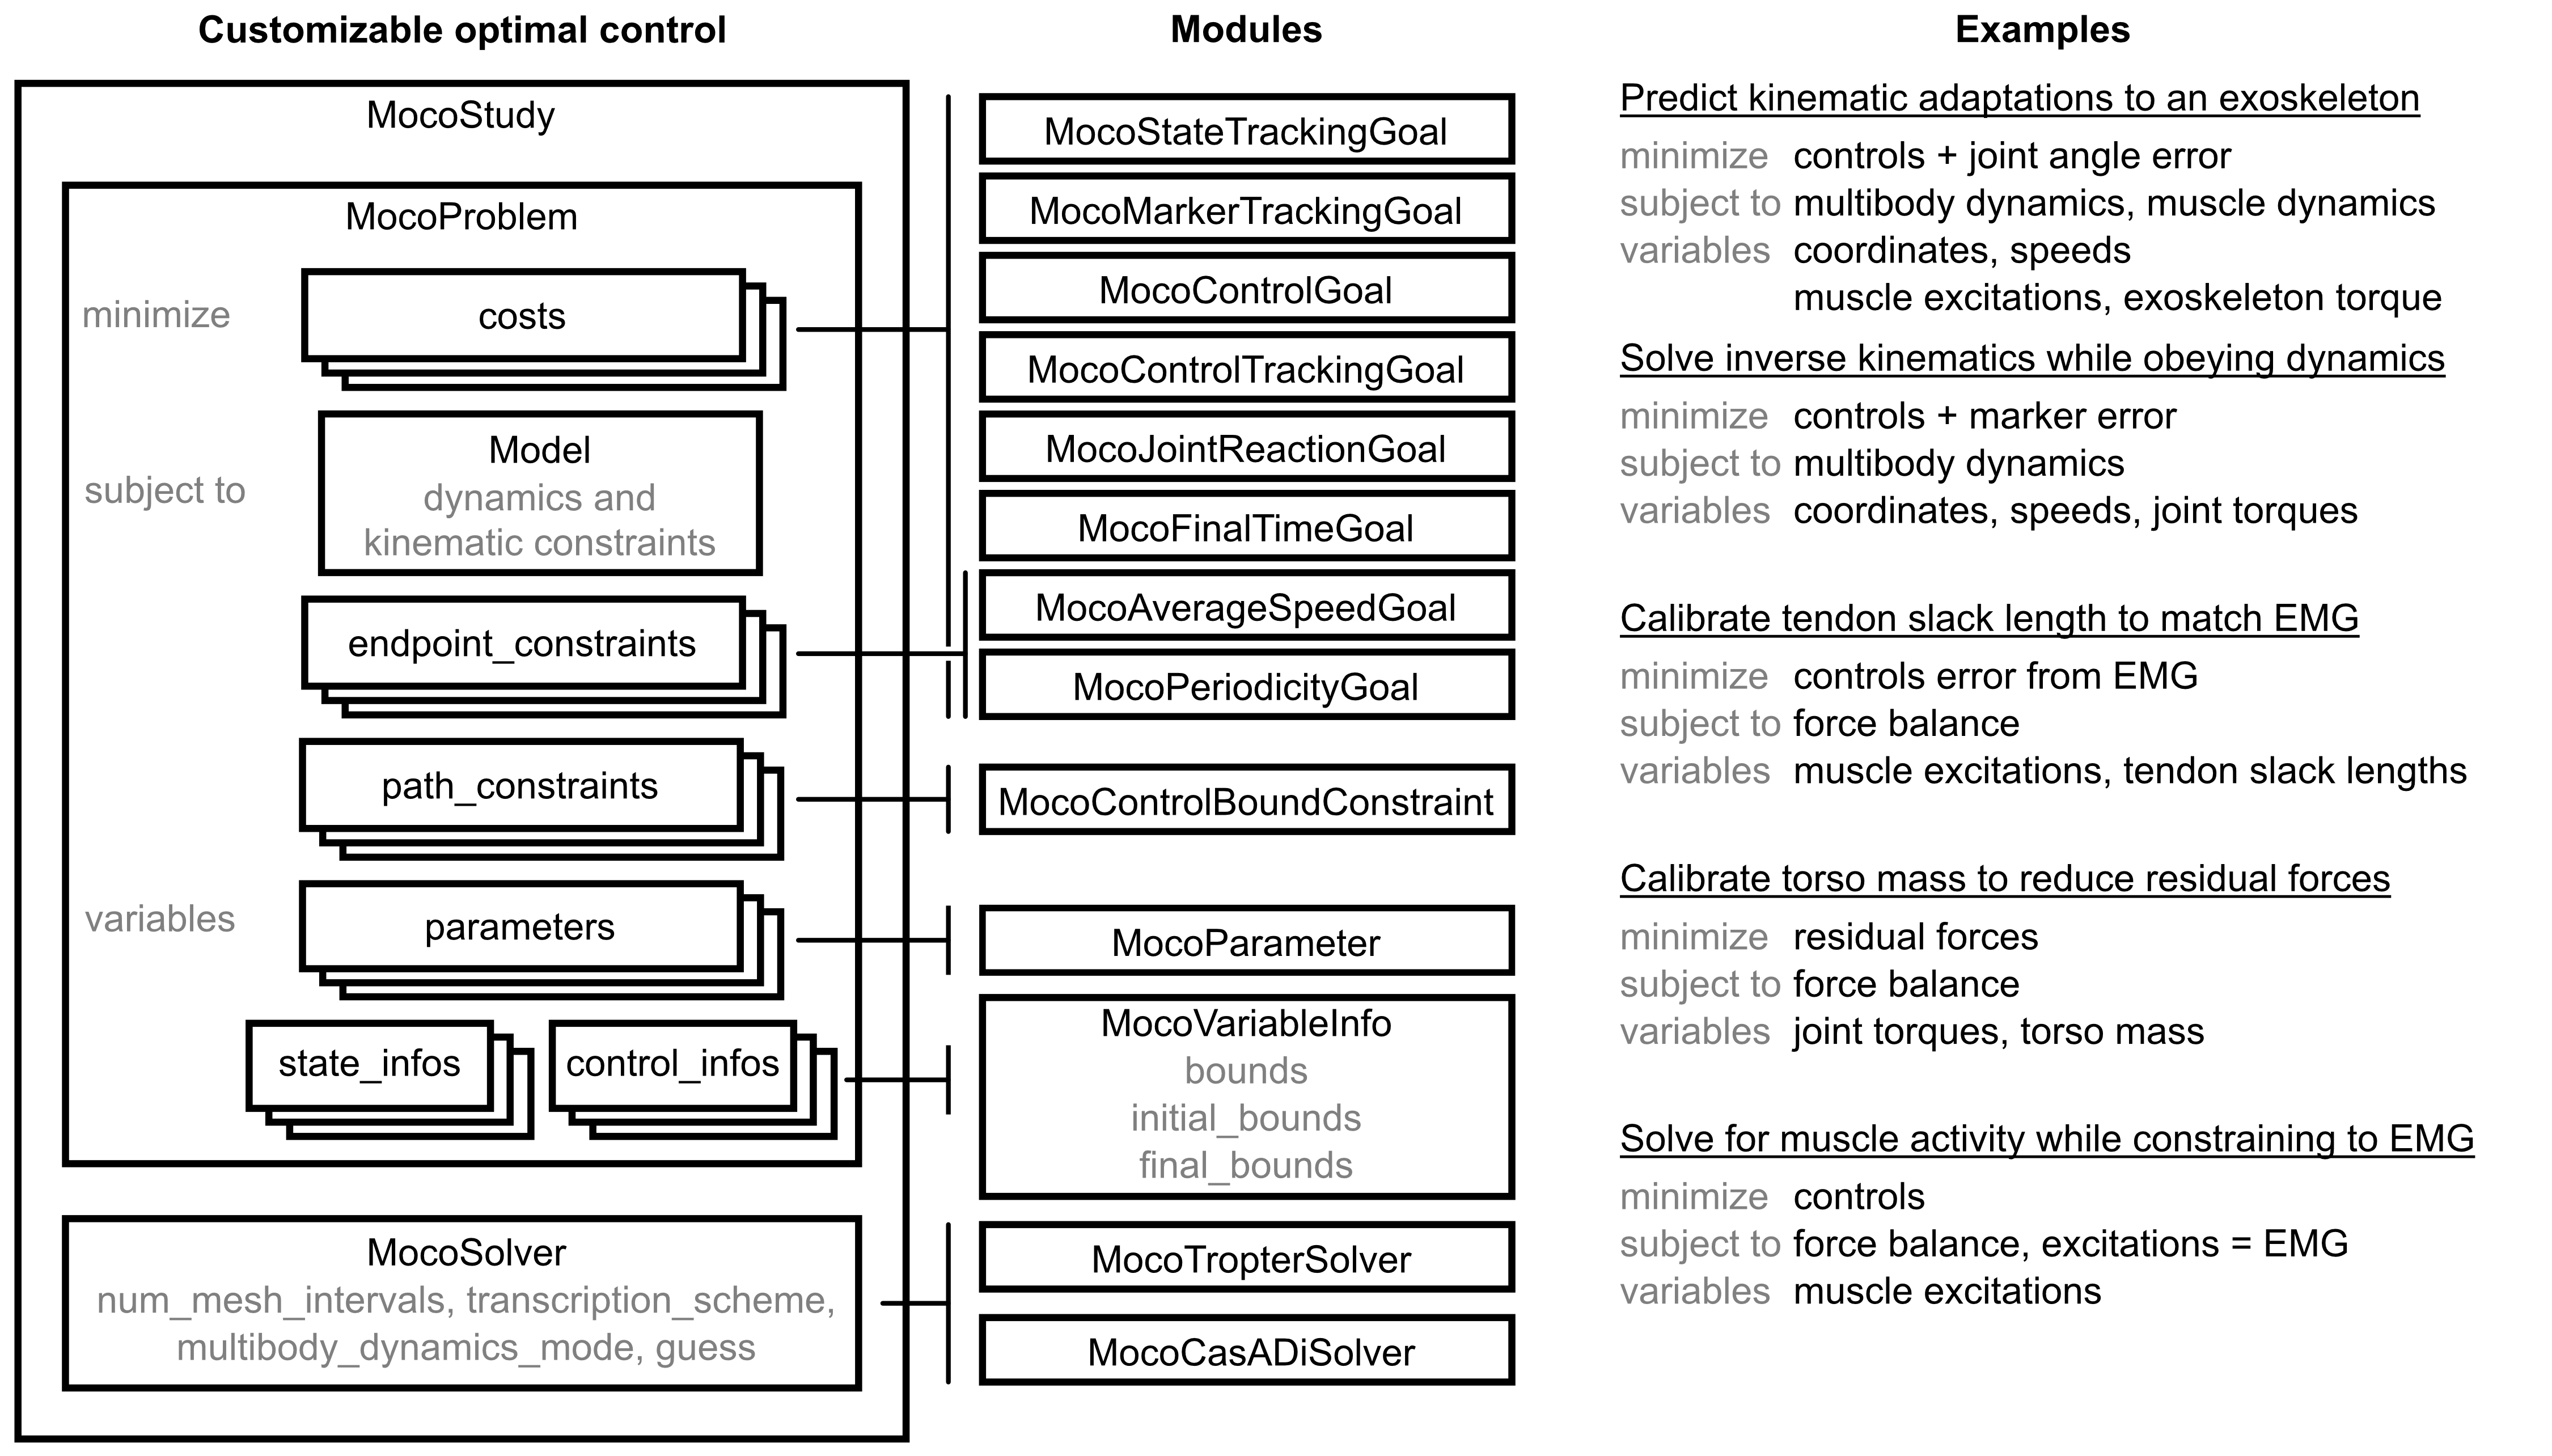 Customizable optimal control
MocoStudy
MocoProblem
minimize
costs
subject to
Model
dynamics and
kinematic constraints
endpoint_constraints
path_constraints
variables
parameters
state_infos
control_infos
MocoSolver
num_mesh_intervals, transcription_scheme,
multibody_dynamics_mode, guess
Modules
MocoStateTrackingGoal
MocoMarkerTrackingGoal
MocoControlGoal
MocoControlTrackingGoal
MocoJointReactionGoal
MocoFinalTimeGoal
MocoAverageSpeedGoal
MocoPeriodicityGoal
MocoControlBoundConstraint
MocoParameter
MocoVariableInfo
bounds
initial_bounds
final_bounds
MocoTropterSolver
MocoCasADiSolver
Examples
Predict kinematic adaptations to an exoskeleton
minimize controls + joint angle error
subject to multibody dynamics, muscle dynamics
variables coordinates, speeds
muscle excitations, exoskeleton torque
Solve inverse kinematics while obeying dynamics
minimize controls + marker error
subject to multibody dynamics
variables coordinates, speeds, joint torques
Calibrate tendon slack length to match EMG
minimize controls error from EMG
subject to force balance
variables muscle excitations, tendon slack lengths
Calibrate torso mass to reduce residual forces
minimize residual forces
subject to force balance
variables joint torques, torso mass
Solve for muscle activity while constraining to EMG
minimize controls
subject to force balance, excitations = EMG
variables muscle excitations